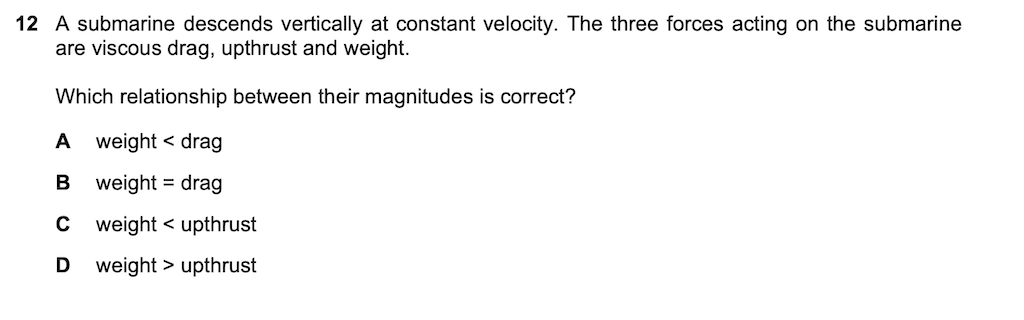 12 A submarine descends vertically at constant velocity. The three forces acting on the submarine
are viscous drag, upthrust and weight.
Which relationship between their magnitudes is correct?
A weight < drag
B weight = drag
C weight < upthrust
D weight > upthrust